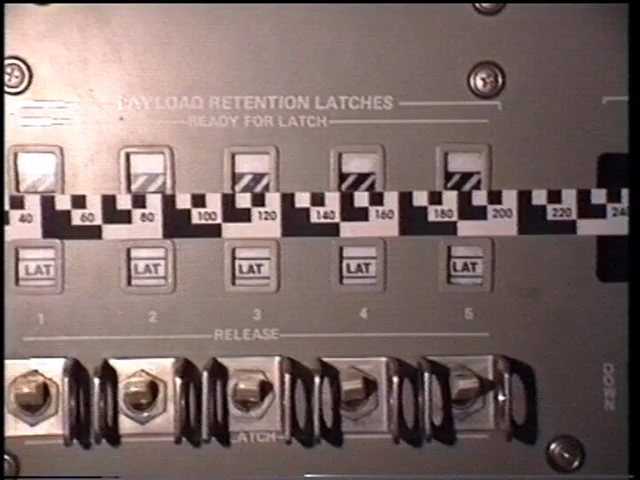 PAYLOAD RETENTION LATCHES
READY FOR LATCH
40 60 80 100 120 140 160 180 200 220 240
LAT LAT LAT LAT LAT
1 2 3 4 5
RELEASE
LATCH